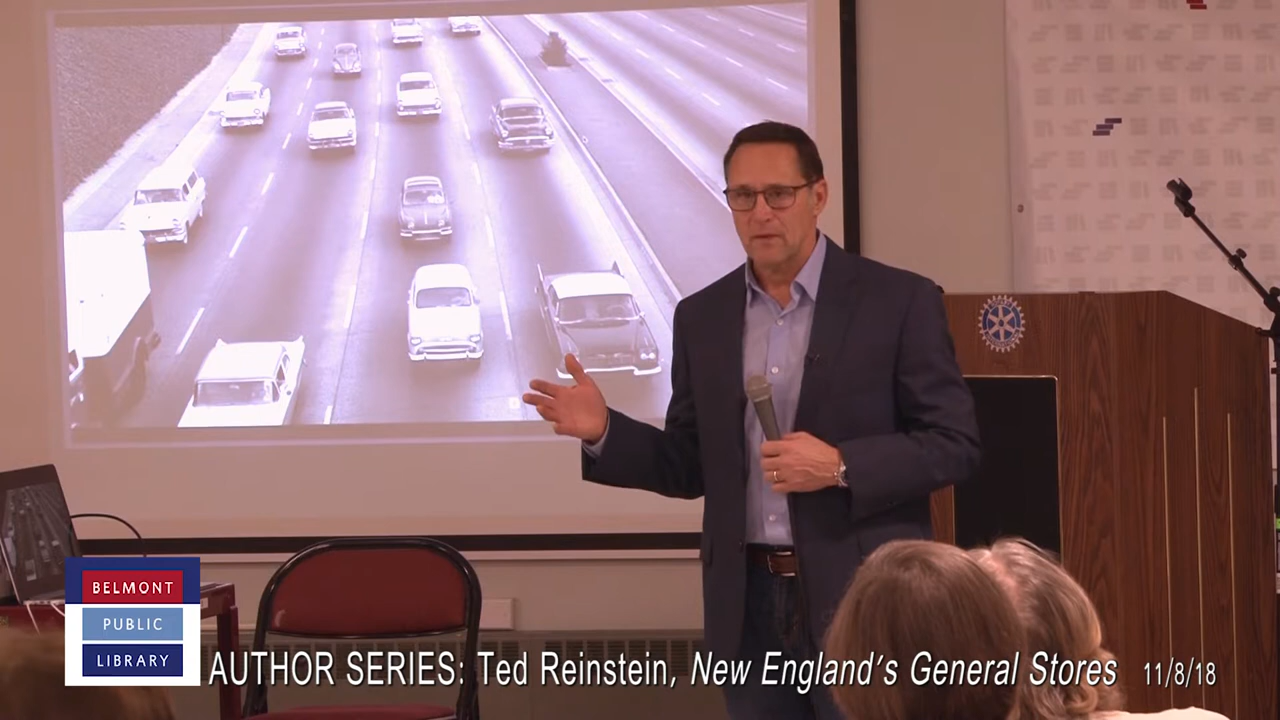 BELMONT
PUBLIC
LIBRARY
AUTHOR SERIES: Ted Reinstein, New England's General Stores 11/8/18